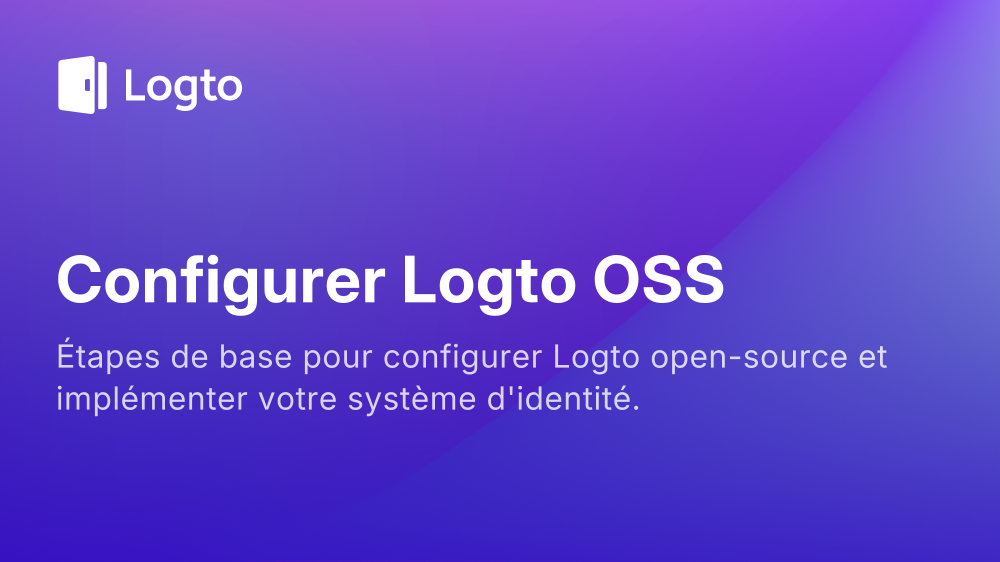 Logto
Configurer Logto OSS
Étapes de base pour configurer Logto open-source et
implémenter votre système d'identité.